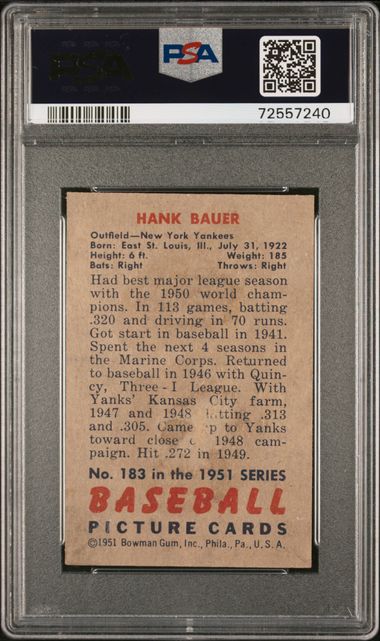 PSA
PSA
72557240
HANK BAUER
Outfield—New York Yankees
Born: East St. Louis, Ill., July 31, 1922
Height: 6 ft. Weight: 185
Bats: Right Throws: Right
Had best major league season
with the 1950 world cham-
pions. In 113 games, batting
.320 and driving in 70 runs.
Got start in baseball in 1941.
Spent the next 4 seasons in
the Marine Corps. Returned
to baseball in 1946 with Quin-
cy, Three-I League. With
Yanks' Kansas City farm,
1947 and 1948 .313
and .305. Came up to Yanks
toward close 1948 cam-
paign. Hit .272 in 1949.
No. 183 in the 1951 SERIES
BASEBALL
PICTURE CARDS
©1951 Bowman Gum, Inc., Phila., Pa., U.S.A.